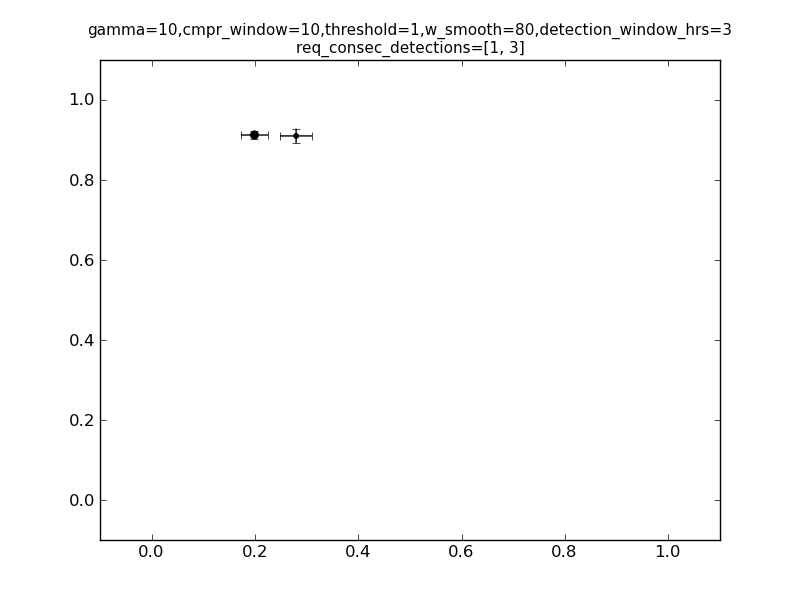 gamma=10,cmpr_window=10,threshold=1,w_smooth=80,detection_window_hrs=3
req_consec_detections=[1, 3]
1.0
0.8
0.6
0.4
0.2
0.0
0.0 0.2 0.4 0.6 0.8 1.0